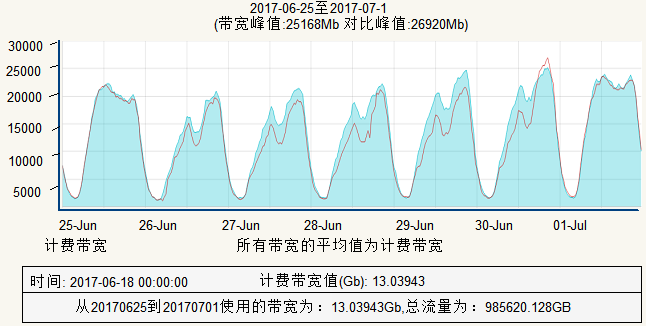 2017-06-25至2017-07-1
(带宽峰值:25168Mb 对比峰值:26920Mb)
30000
25000
20000
15000
10000
5000
25-Jun 26-Jun 27-Jun 28-Jun 29-Jun 30-Jun 01-Jul
计费带宽 所有带宽的平均值为计费带宽
时间: 2017-06-18 00:00:00 计费带宽值(Gb): 13.03943
从20170625到20170701使用的带宽为：13.03943Gb,总流量为：985620.128GB